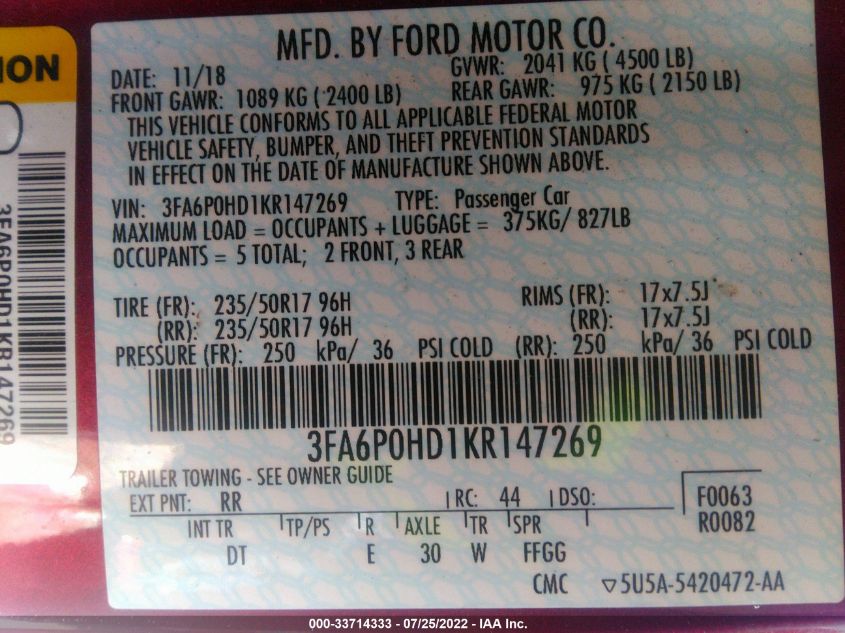 ION
3FA6P0HD1KR147269
MFD. BY FORD MOTOR CO.
DATE: 11/18 GVWR: 2041 KG ( 4500 LB)
FRONT GAWR: 1089 KG ( 2400 LB) REAR GAWR: 975 KG ( 2150 LB)
THIS VEHICLE CONFORMS TO ALL APPLICABLE FEDERAL MOTOR
VEHICLE SAFETY, BUMPER, AND THEFT PREVENTION STANDARDS
IN EFFECT ON THE DATE OF MANUFACTURE SHOWN ABOVE.
VIN: 3FA6P0HD1KR147269 TYPE: Passenger Car
MAXIMUM LOAD = OCCUPANTS + LUGGAGE = 375KG/ 827LB
OCCUPANTS = 5 TOTAL; 2 FRONT, 3 REAR
TIRE (FR): 235/50R17 96H RIMS (FR): 17x7.5J
(RR): 235/50R17 96H (RR): 17x7.5J
PRESSURE (FR): 250 kPa/ 36 PSI COLD (RR): 250 kPa/ 36 PSI COLD
3FA6P0HD1KR147269
TRAILER TOWING - SEE OWNER GUIDE
EXT PNT: RR RC: 44 DSO: F0063
INT TR TP/PS R AXLE TR SPR R0082
DT E 30 W FFGG
CMC ▽5U5A-5420472-AA
000-33714333 - 07/25/2022 - IAA Inc.